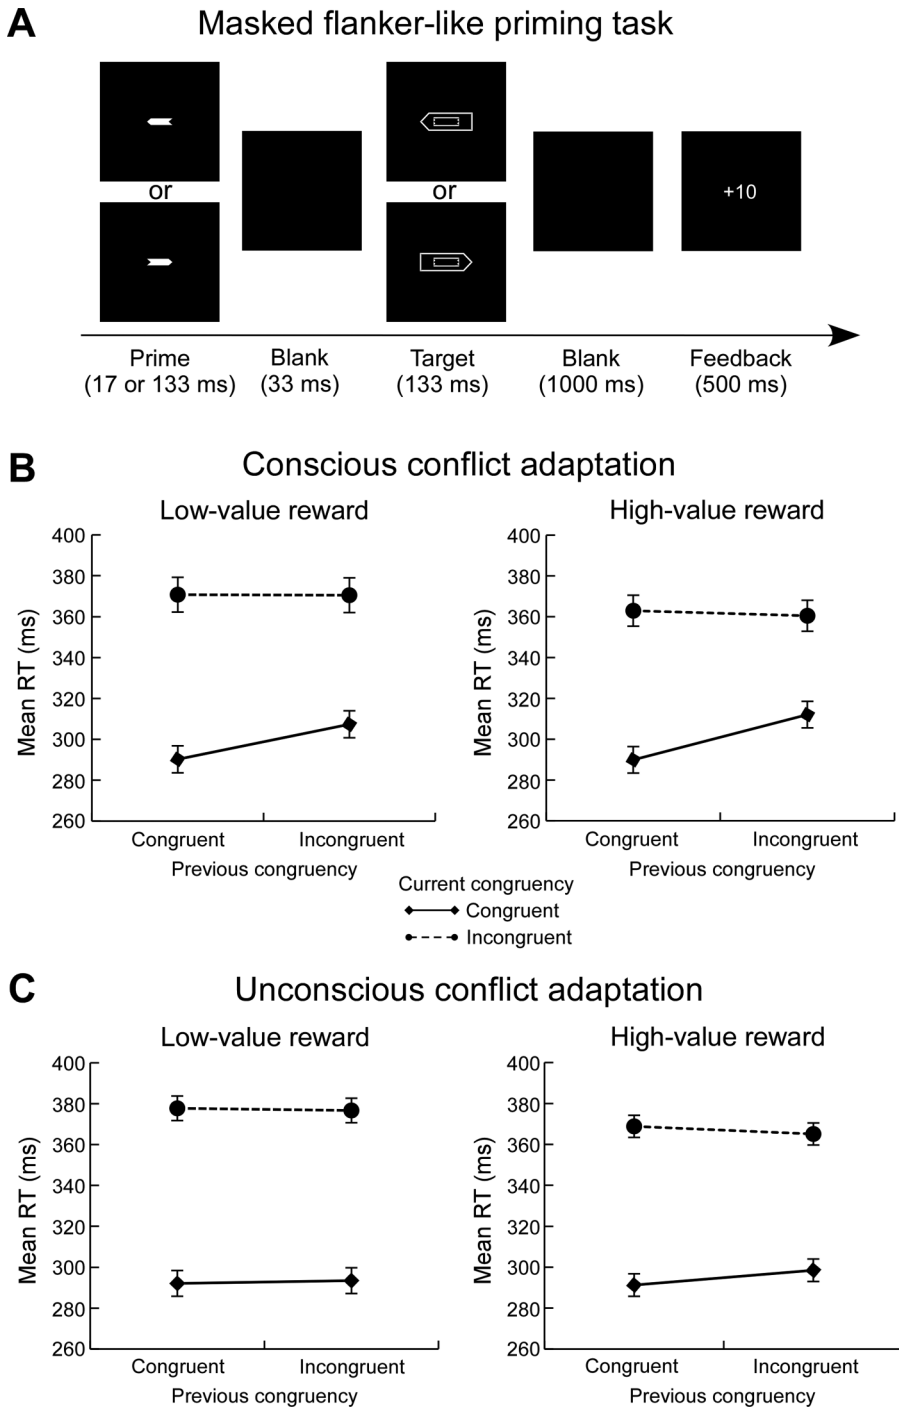 A
Masked flanker-like priming task
or
or
+10
Prime
(17 or 133 ms)
Blank
(33 ms)
Target
(133 ms)
Blank
(1000 ms)
Feedback
(500 ms)
B
Conscious conflict adaptation
Low-value reward
Mean RT (ms)
400
380
360
340
320
300
280
260
Congruent
Incongruent
Previous congruency
High-value reward
Mean RT (ms)
400
380
360
340
320
300
280
260
Congruent
Incongruent
Previous congruency
Current congruency
Congruent
Incongruent
C
Unconscious conflict adaptation
Low-value reward
Mean RT (ms)
400
380
360
340
320
300
280
260
Congruent
Incongruent
Previous congruency
High-value reward
Mean RT (ms)
400
380
360
340
320
300
280
260
Congruent
Incongruent
Previous congruency